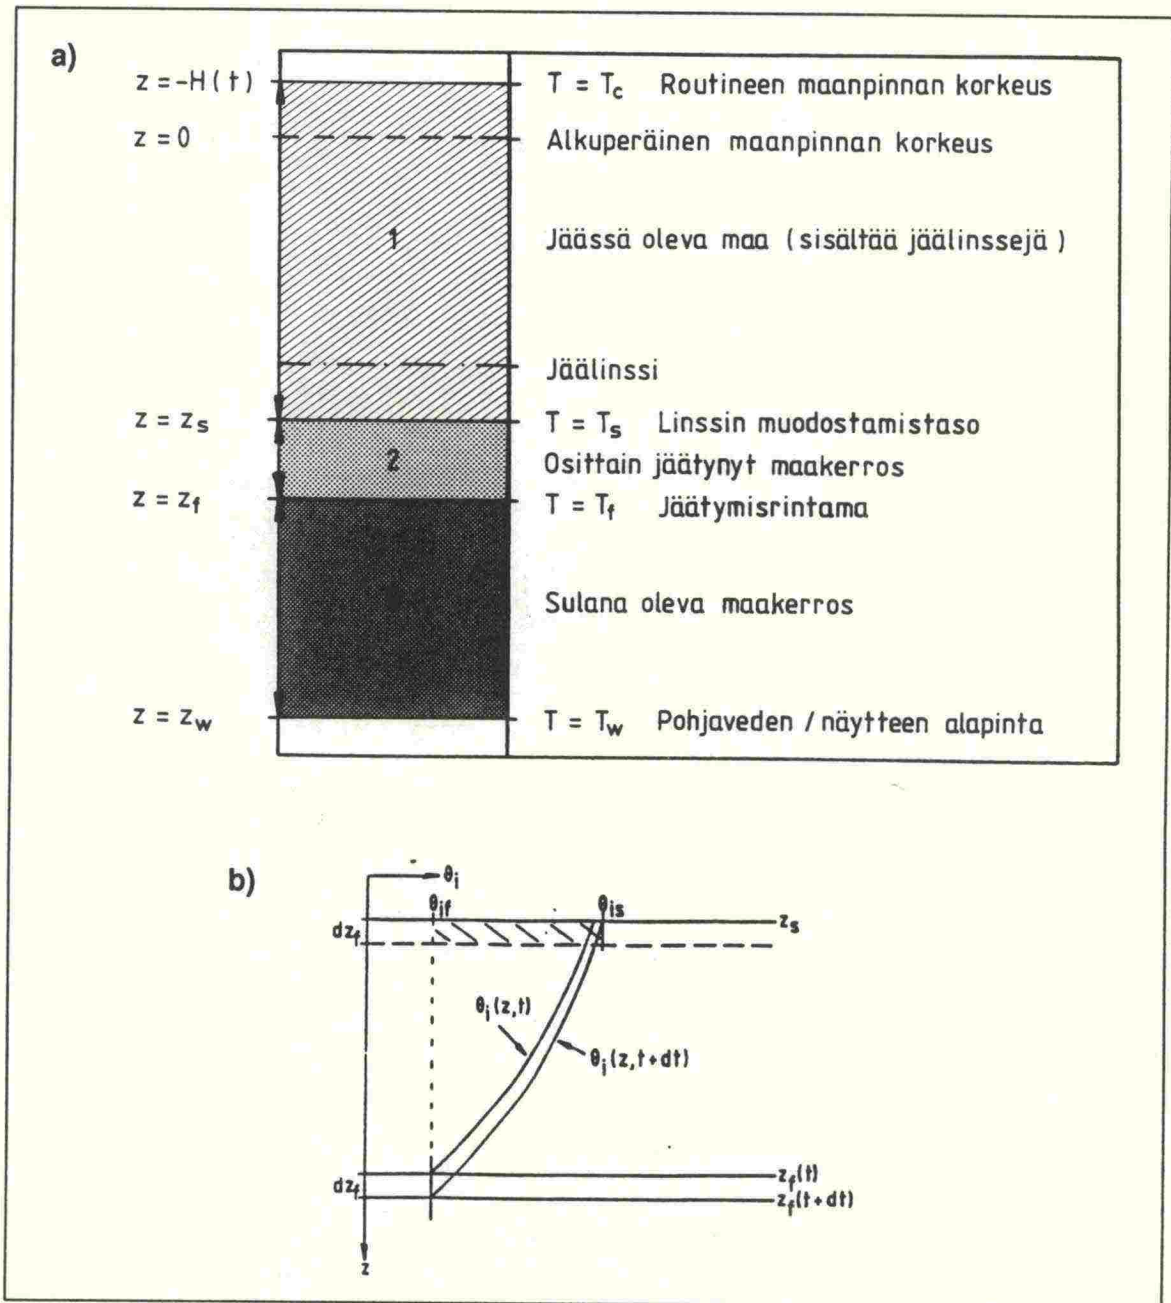 a)
z = -H(t) T = T_c Routineen maanpinnan korkeus
z = 0 Alkuperäinen maanpinnan korkeus
1 Jäässä oleva maa ( sisältää jäälinssejä )
Jäälinssi
z = z_s T = T_s Linssin muodostamistaso
2 Osittain jäätynyt maakerros
z = z_f T = T_f Jäätymisrintama
Sulana oleva maakerros
z = z_w T = T_w Pohjaveden / näytteen alapinta
b)
θ_i
θ_if θ_is
z_s
dz_f
θ_i(z,t)
θ_i(z,t+dt)
z_f(t)
dz_f
z_f(t+dt)
z